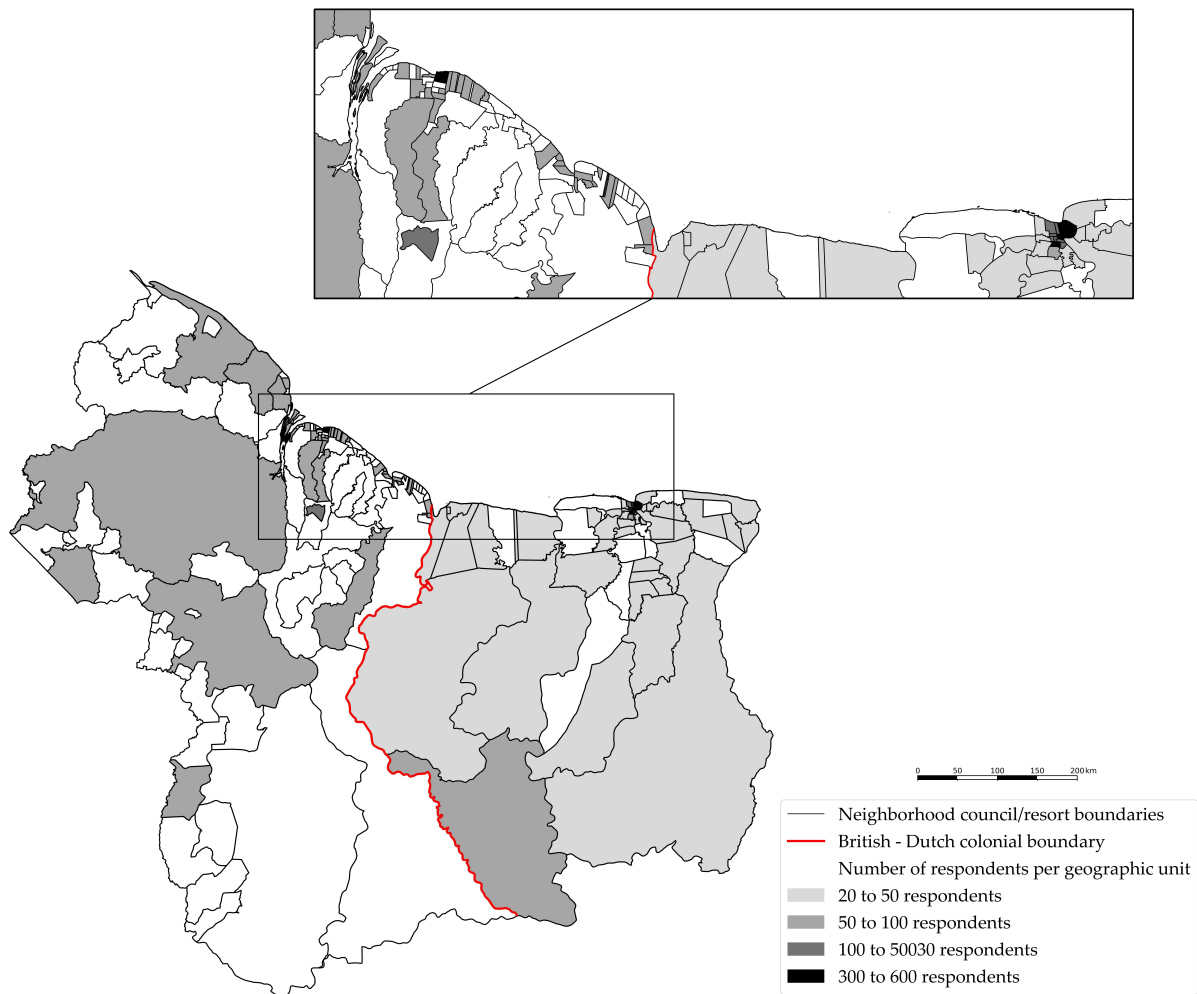 0 50 100 150 200 km
Neighborhood council/resort boundaries
British - Dutch colonial boundary
Number of respondents per geographic unit
20 to 50 respondents
50 to 100 respondents
100 to 50030 respondents
300 to 600 respondents